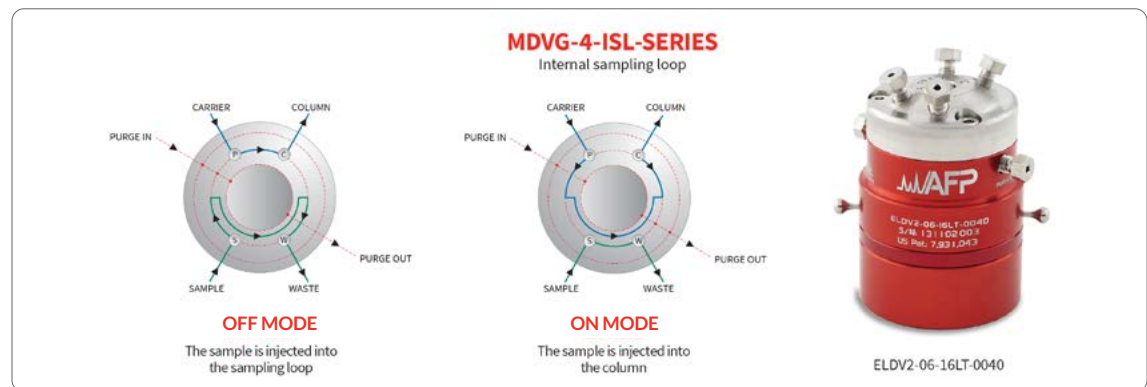 MDVG-4-ISL-SERIES
Internal sampling loop
CARRIER
COLUMN
PURGE IN
P
C
S
W
PURGE OUT
SAMPLE
WASTE
OFF MODE
The sample is injected into
the sampling loop
CARRIER
COLUMN
PURGE IN
P
C
S
W
PURGE OUT
SAMPLE
WASTE
ON MODE
The sample is injected into
the column
AFP
ELDV2-06-16LT-0040
S/N: 131102003
US Pat: 7,931,043
ELDV2-06-16LT-0040